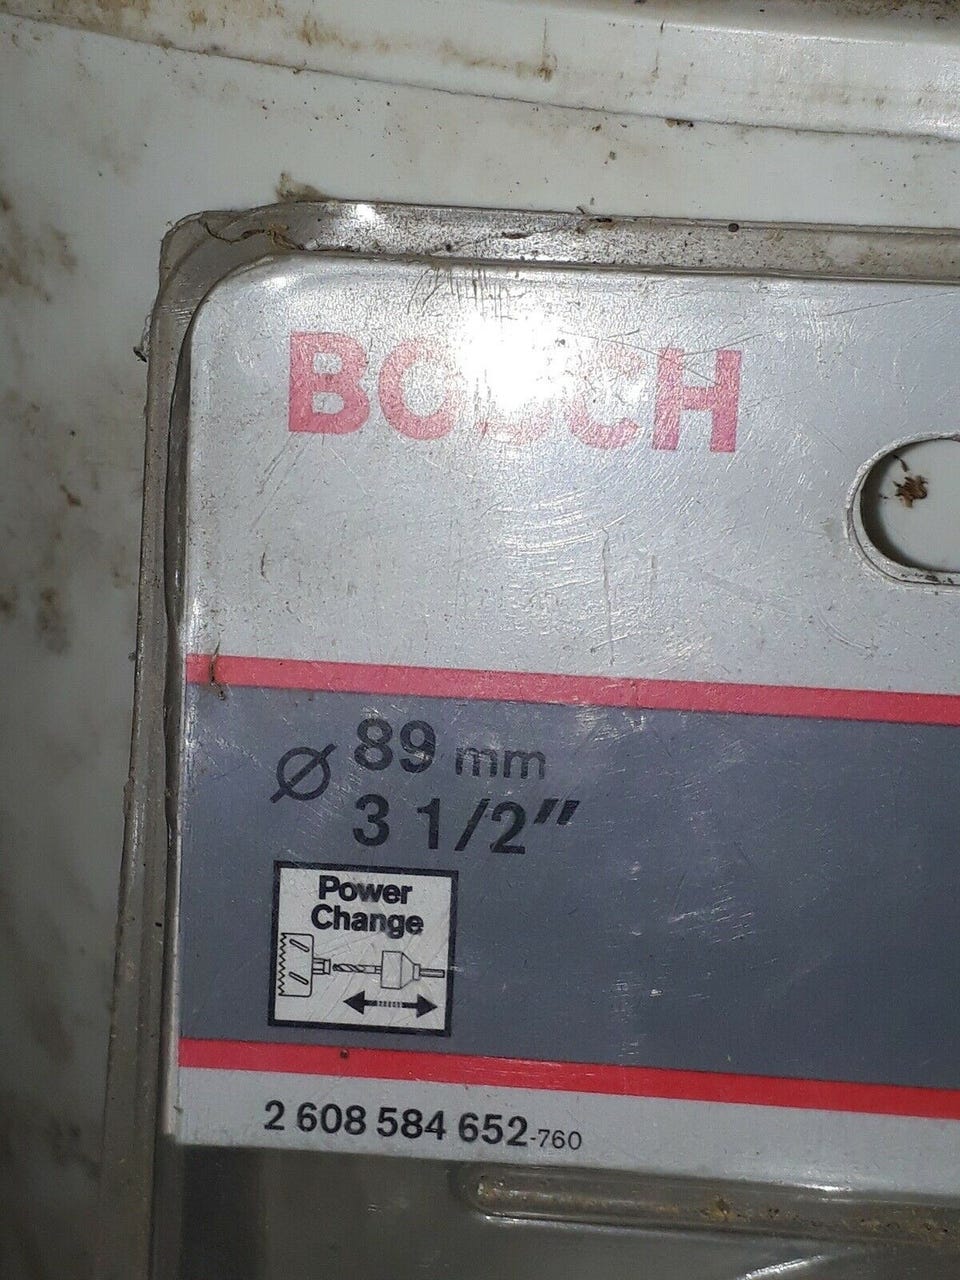 BOSCH
Ø 89 mm
3 1/2″
Power
Change
2 608 584 652-760